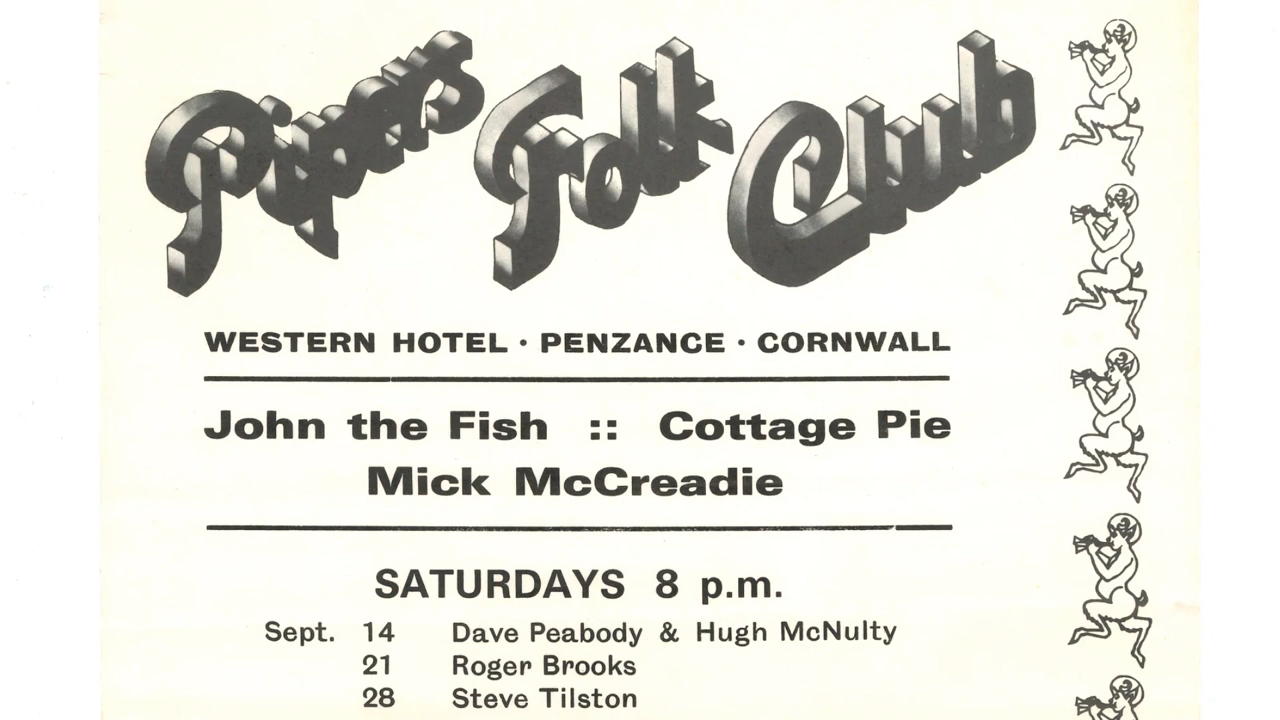 Pipers Folk Club
WESTERN HOTEL · PENZANCE · CORNWALL
John the Fish :: Cottage Pie
Mick McCreadie
SATURDAYS 8 p.m.
Sept. 14 Dave Peabody & Hugh McNulty
21 Roger Brooks
28 Steve Tilston